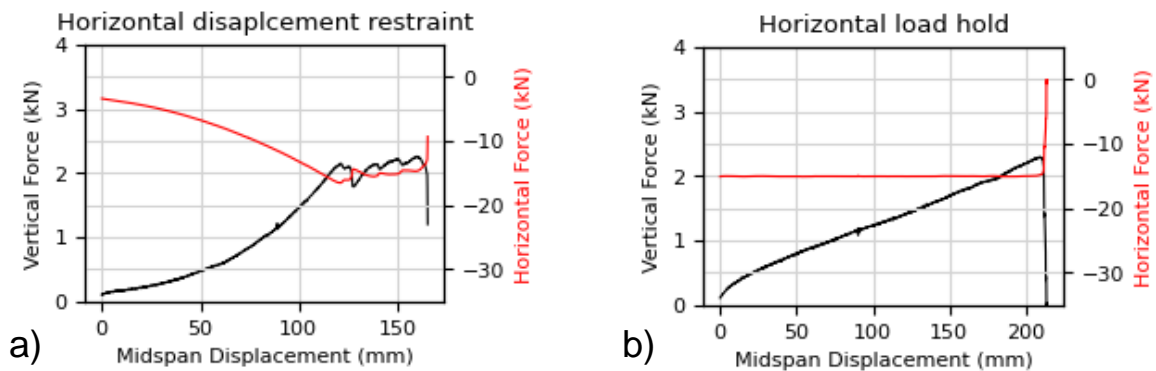 Horizontal disaplcement restraint
4
3
2
1
0
Vertical Force (kN)
0
−10
−20
−30
Horizontal Force (kN)
0
50
100
150
Midspan Displacement (mm)
a)
Horizontal load hold
4
3
2
1
0
Vertical Force (kN)
0
−10
−20
−30
Horizontal Force (kN)
0
50
100
150
200
Midspan Displacement (mm)
b)